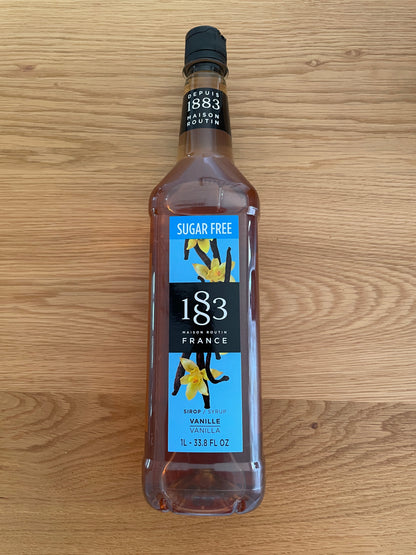 DEPUIS
1883
MAISON
ROUTIN
SUGAR FREE
1883
MAISON ROUTIN
FRANCE
SIROP / SYRUP
VANILLE
VANILLA
1L - 33.8 FL OZ